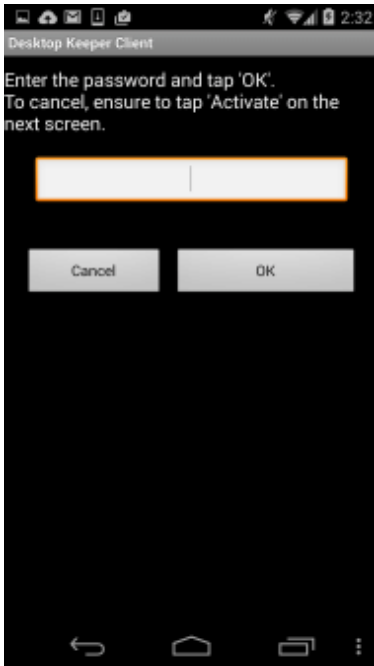 2:32
Desktop Keeper Client
Enter the password and tap 'OK'.
To cancel, ensure to tap 'Activate' on the
next screen.
Cancel
OK